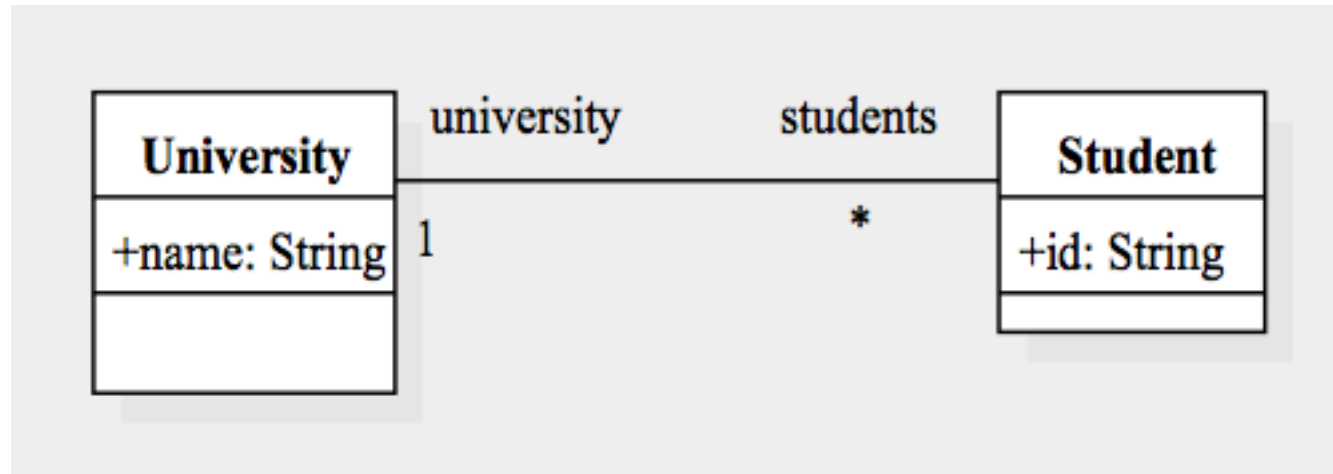 University
+name: String
university
1
students
*
Student
+id: String